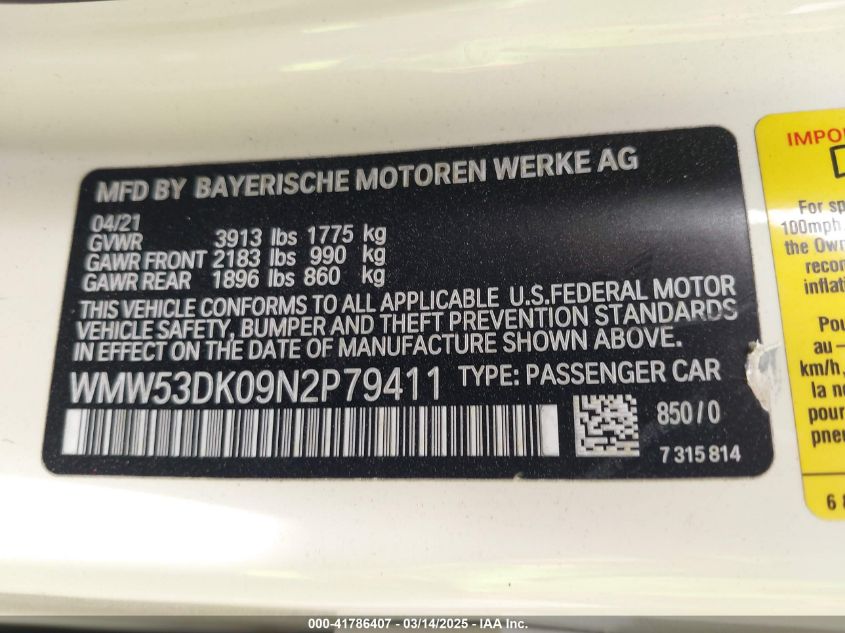 MFD BY BAYERISCHE MOTOREN WERKE AG
04/21
GVWR 3913 lbs 1775 kg
GAWR FRONT 2183 lbs 990 kg
GAWR REAR 1896 lbs 860 kg
THIS VEHICLE CONFORMS TO ALL APPLICABLE U.S.FEDERAL MOTOR
VEHICLE SAFETY, BUMPER AND THEFT PREVENTION STANDARDS
IN EFFECT ON THE DATE OF MANUFACTURE SHOWN ABOVE.
WMW53DK09N2P79411 TYPE: PASSENGER CAR
850/0
7 315 814
IMPO
For sp
100mph
the Own
recon
inflat
Pou
au-
km/h,
la no
pour
pneu
6 8
000-41786407 - 03/14/2025 - IAA Inc.